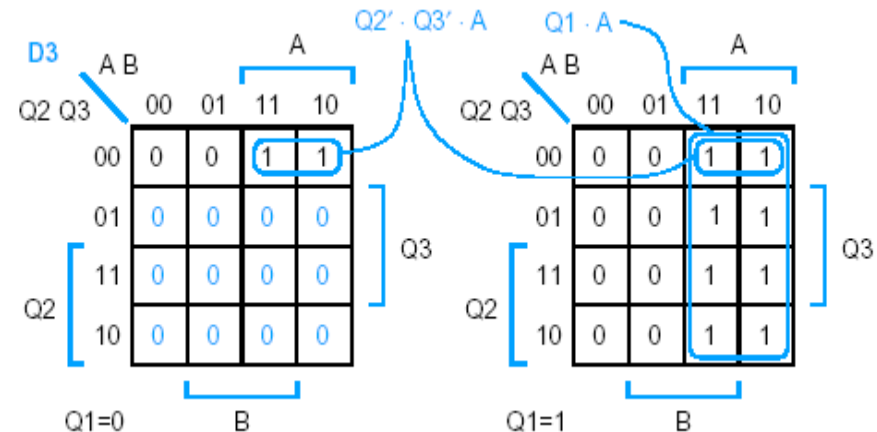 Q2′ · Q3′ · A
Q1 · A
D3
A B
A
Q2 Q3
00 01 11 10
00 0 0 1 1
01 0 0 0 0
11 0 0 0 0
10 0 0 0 0
Q3
Q2
Q1=0
B
A B
A
Q2 Q3
00 01 11 10
00 0 0 1 1
01 0 0 1 1
11 0 0 1 1
10 0 0 1 1
Q3
Q2
Q1=1
B